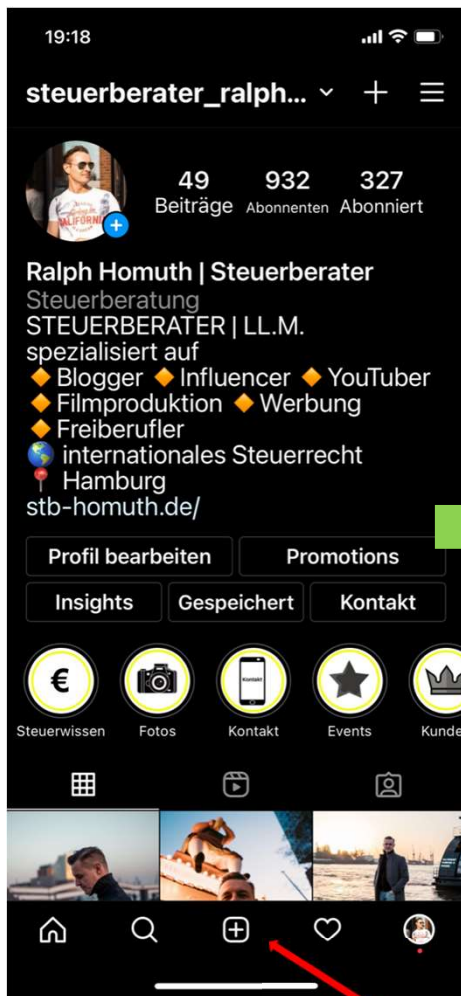 19:18
steuerberater_ralph...
49 932 327
Beiträge Abonnenten Abonniert
Ralph Homuth | Steuerberater
Steuerberatung
STEUERBERATER | LL.M.
spezialisiert auf
🔶Blogger 🔶Influencer 🔶YouTuber
🔶Filmproduktion 🔶Werbung
🔶Freiberufler
🌎 internationales Steuerrecht
📍 Hamburg
stb-homuth.de/
Profil bearbeiten Promotions
Insights Gespeichert Kontakt
€ Kontakt
Steuerwissen Fotos Kontakt Events Kunde